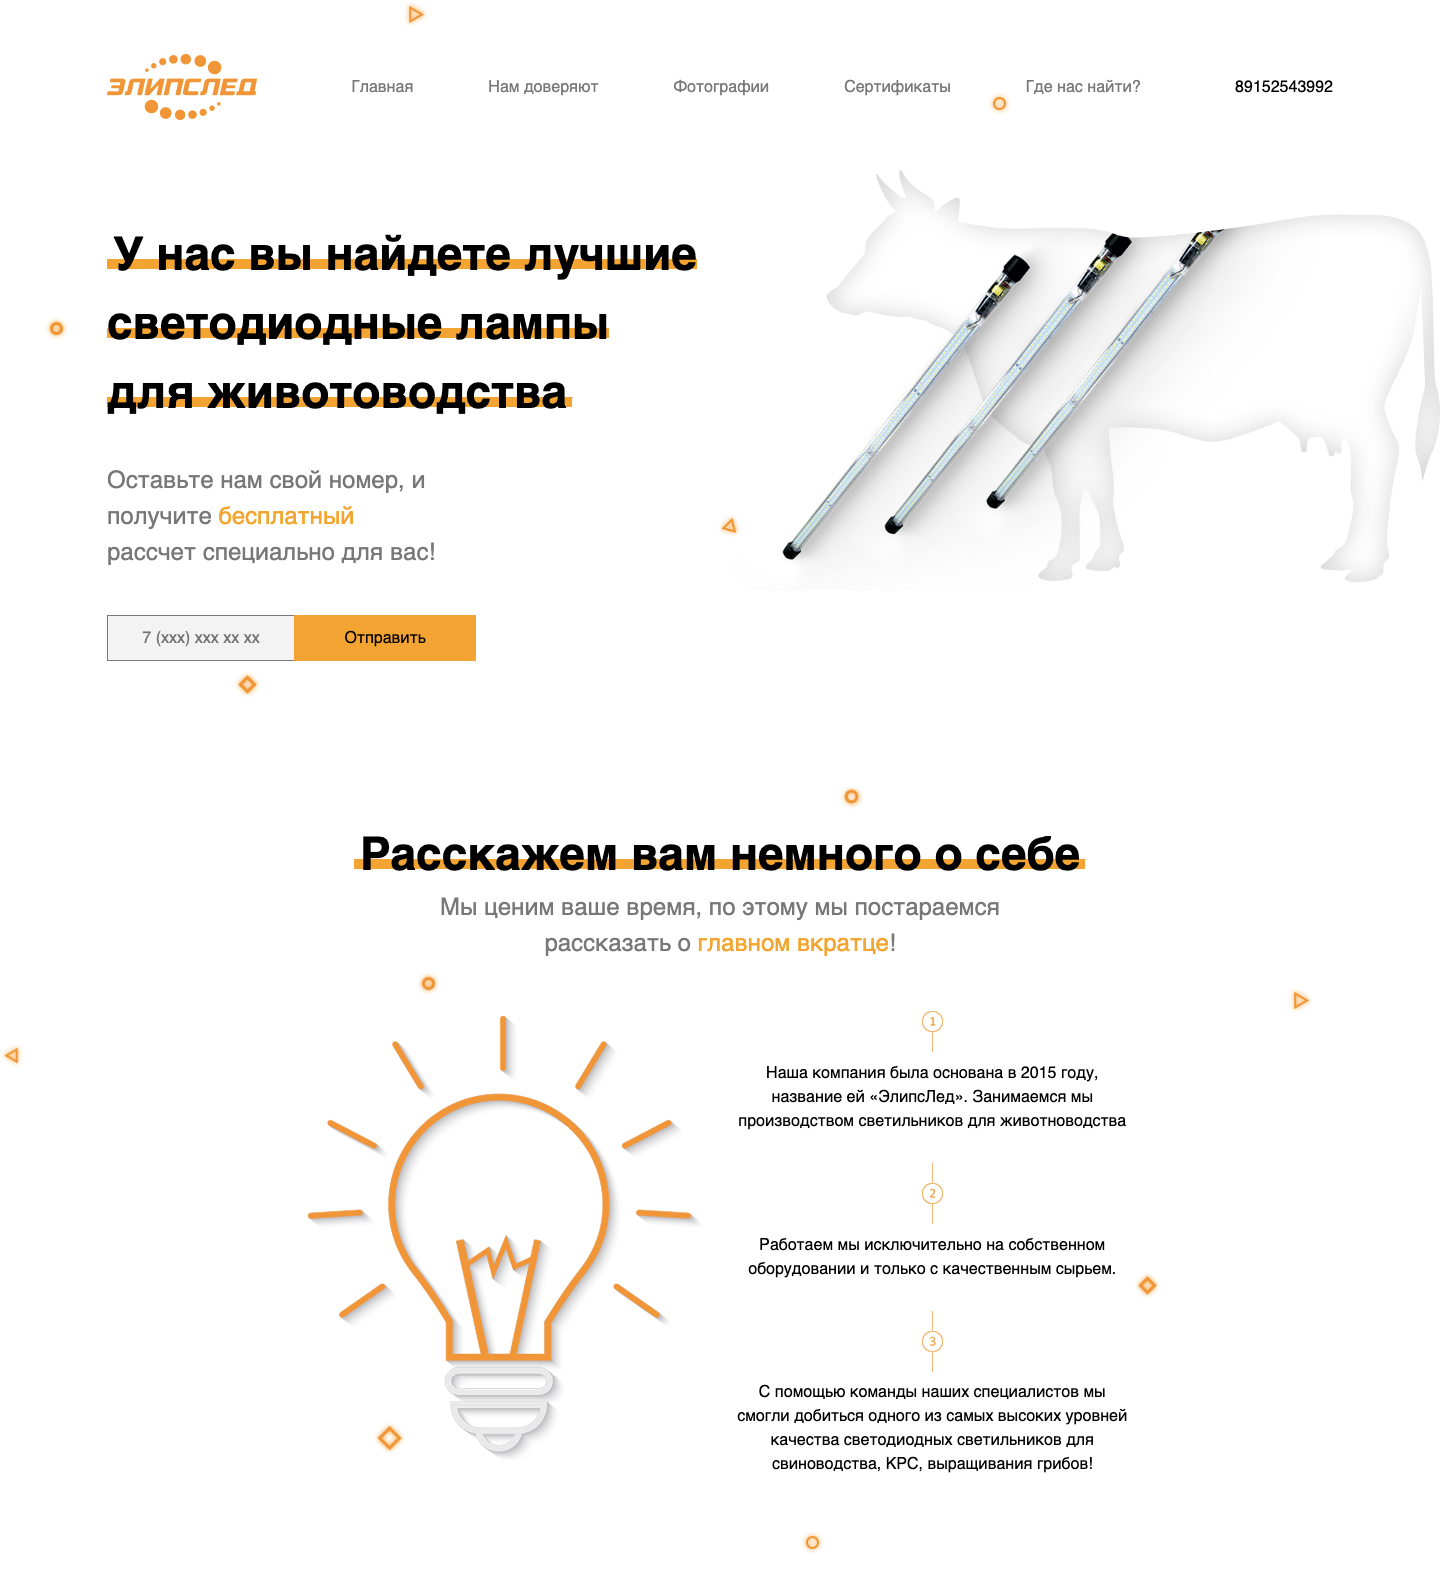 ЭЛИПСЛЕД
Главная
Нам доверяют
Фотографии
Сертификаты
Где нас найти?
89152543992
У нас вы найдете лучшие
светодиодные лампы
для животоводства
Оставьте нам свой номер, и
получите бесплатный
рассчет специально для вас!
7 (xxx) xxx xx xx
Отправить
Расскажем вам немного о себе
Мы ценим ваше время, по этому мы постараемся
рассказать о главном вкратце!
1
Наша компания была основана в 2015 году,
название ей «ЭлипсЛед». Занимаемся мы
производством светильников для животноводства
2
Работаем мы исключительно на собственном
оборудовании и только с качественным сырьем.
3
С помощью команды наших специалистов мы
смогли добиться одного из самых высоких уровней
качества светодиодных светильников для
свиноводства, КРС, выращивания грибов!